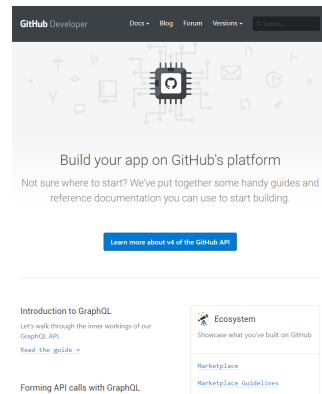 GitHub Developer
Docs Blog Forum Versions Search...
Build your app on GitHub's platform
Not sure where to start? We've put together some handy guides and
reference documentation you can use to start building.
Learn more about v4 of the GitHub API
Introduction to GraphQL
Let's walk through the inner workings of our
GraphQL API.
Read the guide →
Ecosystem
Showcase what you've built on GitHub
Marketplace
Marketplace Guidelines
Forming API calls with GraphQL